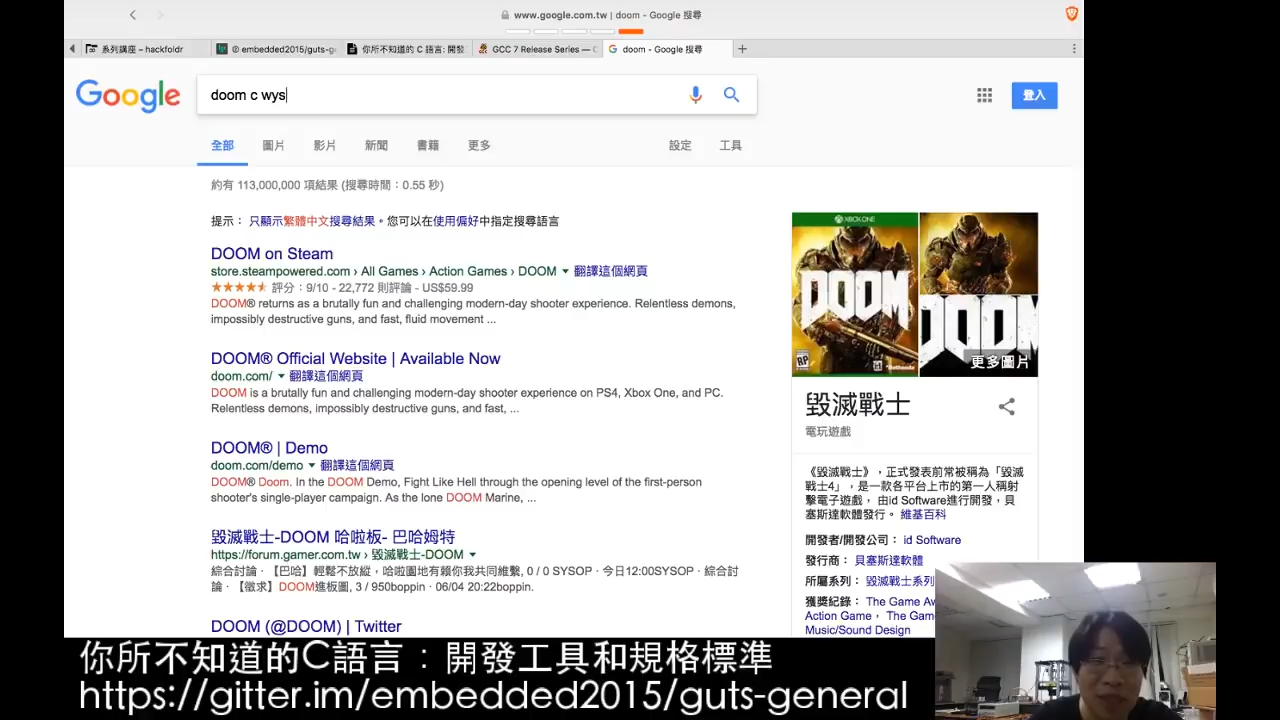 www.google.com.tw | doom - Google 搜尋
系列講座 – hackfoldr
@ embedded2015/guts-g
你所不知道的 C 語言: 開發
GCC 7 Release Series — C
doom - Google 搜尋
Google
doom c wys
登入
全部 圖片 影片 新聞 書籍 更多 設定 工具
約有 113,000,000 項結果 (搜尋時間：0.55 秒)
提示： 只顯示繁體中文搜尋結果。您可以在使用偏好中指定搜尋語言
DOOM on Steam
store.steampowered.com › All Games › Action Games › DOOM ▼ 翻譯這個網頁
★★★★★ 評分：9/10 - 22,772 則評論 - US$59.99
DOOM® returns as a brutally fun and challenging modern-day shooter experience. Relentless demons,
impossibly destructive guns, and fast, fluid movement ...
DOOM® Official Website | Available Now
doom.com/ ▼ 翻譯這個網頁
DOOM is a brutally fun and challenging modern-day shooter experience on PS4, Xbox One, and PC.
Relentless demons, impossibly destructive guns, and fast, ...
DOOM® | Demo
doom.com/demo ▼ 翻譯這個網頁
DOOM® Doom. In the DOOM Demo, Fight Like Hell through the opening level of the first-person
shooter's single-player campaign. As the lone DOOM Marine, ...
毀滅戰士-DOOM 哈啦板- 巴哈姆特
https://forum.gamer.com.tw › 毀滅戰士-DOOM ▼
綜合討論 · 【巴哈】輕鬆不放縱，哈啦園地有賴你我共同維繫, 0 / 0 SYSOP · 今日12:00SYSOP · 綜合討
論 · 【徵求】DOOM進板圖, 3 / 950boppin · 06/04 20:22boppin.
DOOM (@DOOM) | Twitter
XBOX ONE
DOOM
RP
Bethesda
DOOM
更多圖片
毀滅戰士
電玩遊戲
《毀滅戰士》，正式發表前常被稱為「毀滅
戰士4」，是一款各平台上市的第一人稱射
擊電子遊戲， 由id Software進行開發，貝
塞斯達軟體發行。 維基百科
開發者/開發公司： id Software
發行商： 貝塞斯達軟體
所屬系列： 毀滅戰士系列
獲獎紀錄： The Game Aw
Action Game， The Gam
Music/Sound Design
你所不知道的C語言：開發工具和規格標準
https://gitter.im/embedded2015/guts-general